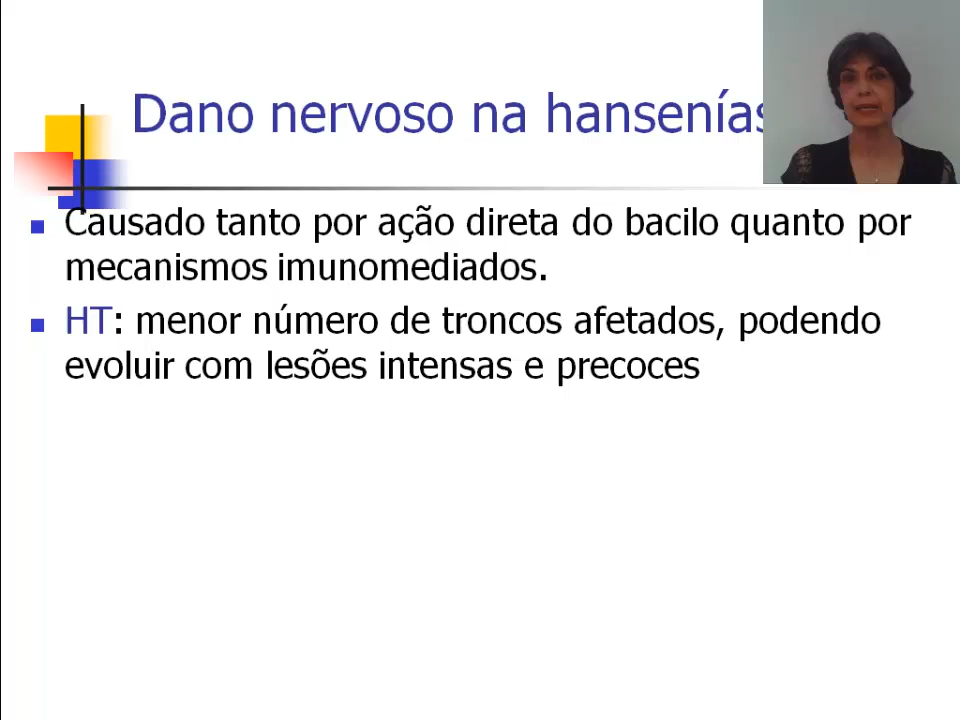 Dano nervoso na hansenías
Causado tanto por ação direta do bacilo quanto por
mecanismos imunomediados.
HT: menor número de troncos afetados, podendo
evoluir com lesões intensas e precoces